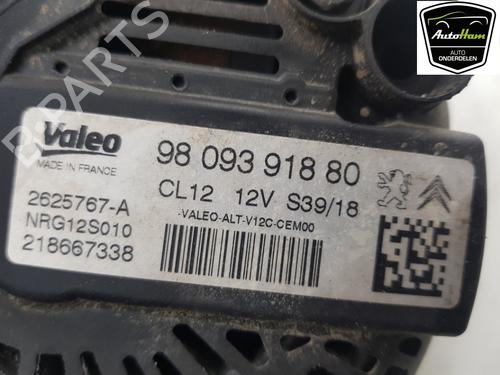 AutoHam
AUTO
ONDERDELEN
B-PARTS
Valeo
MADE IN FRANCE
98 093 918 80
CL12 12V S39/18
-VALEO-ALT-V12C-CEM00
2625767-A
NRG12S010
218667338